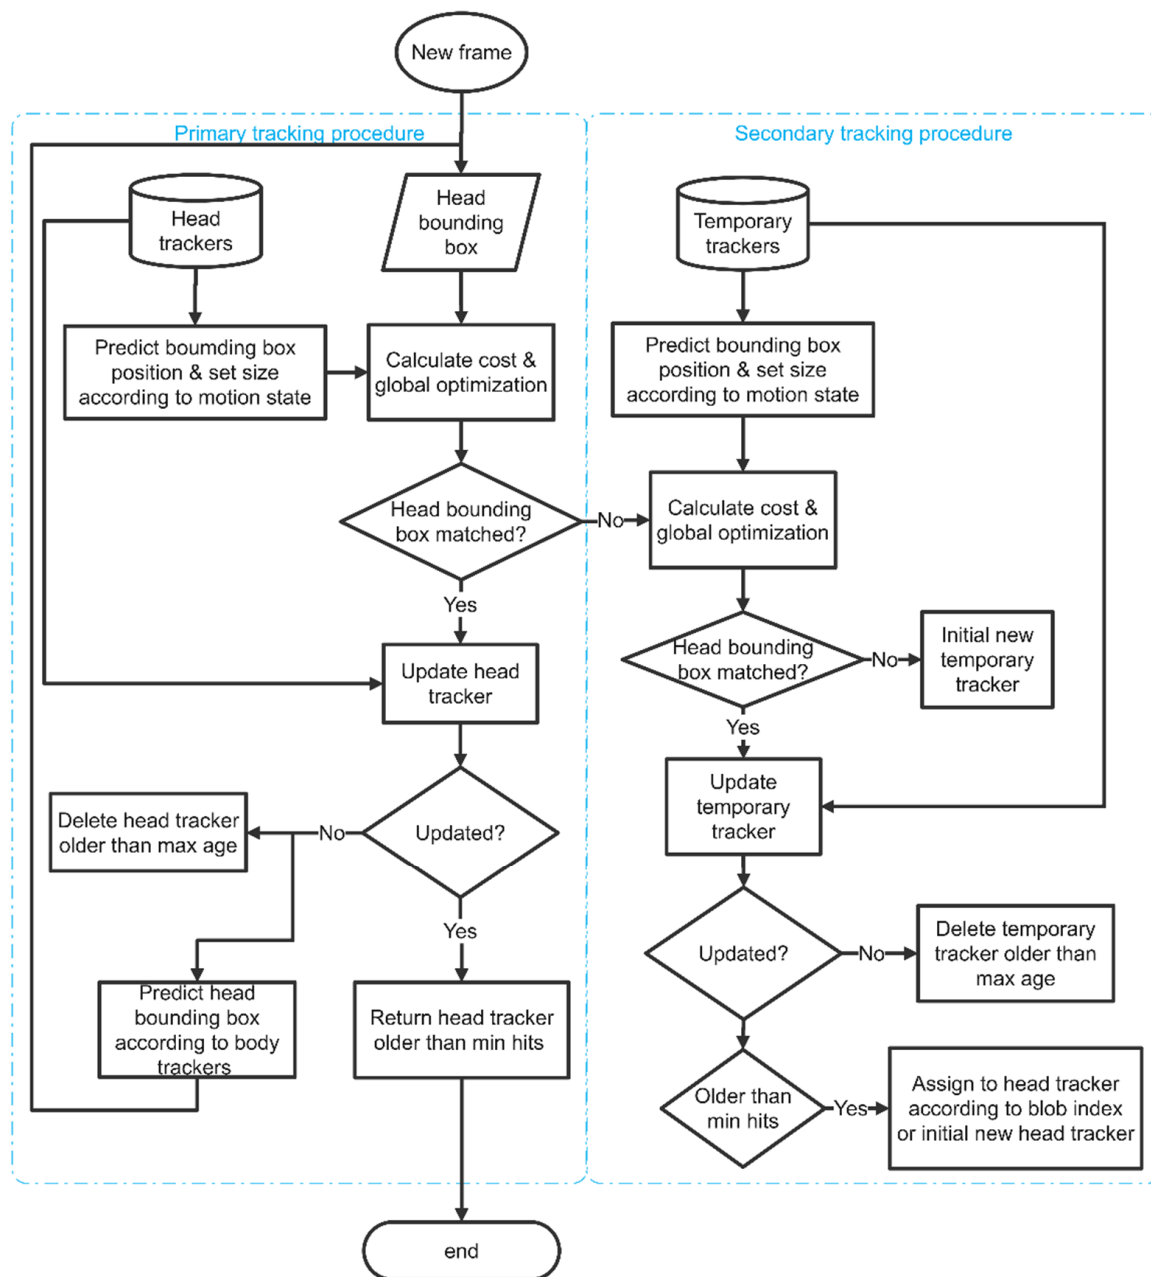 New frame
Primary tracking procedure
Head
trackers
Head
bounding
box
Predict boumding box
position & set size
according to motion state
Calculate cost &
global optimization
Head bounding
box matched?
No
Yes
Update head
tracker
Updated?
No
Delete head tracker
older than max age
Yes
Predict head
bounding box
according to body
trackers
Return head tracker
older than min hits
end
Secondary tracking procedure
Temporary
trackers
Predict bounding box
position & set size
according to motion state
Calculate cost &
global optimization
Head bounding
box matched?
No
Initial new
temporary
tracker
Yes
Update
temporary
tracker
Updated?
No
Delete temporary
tracker older than
max age
Older than
min hits
Yes
Assign to head tracker
according to blob index
or initial new head tracker